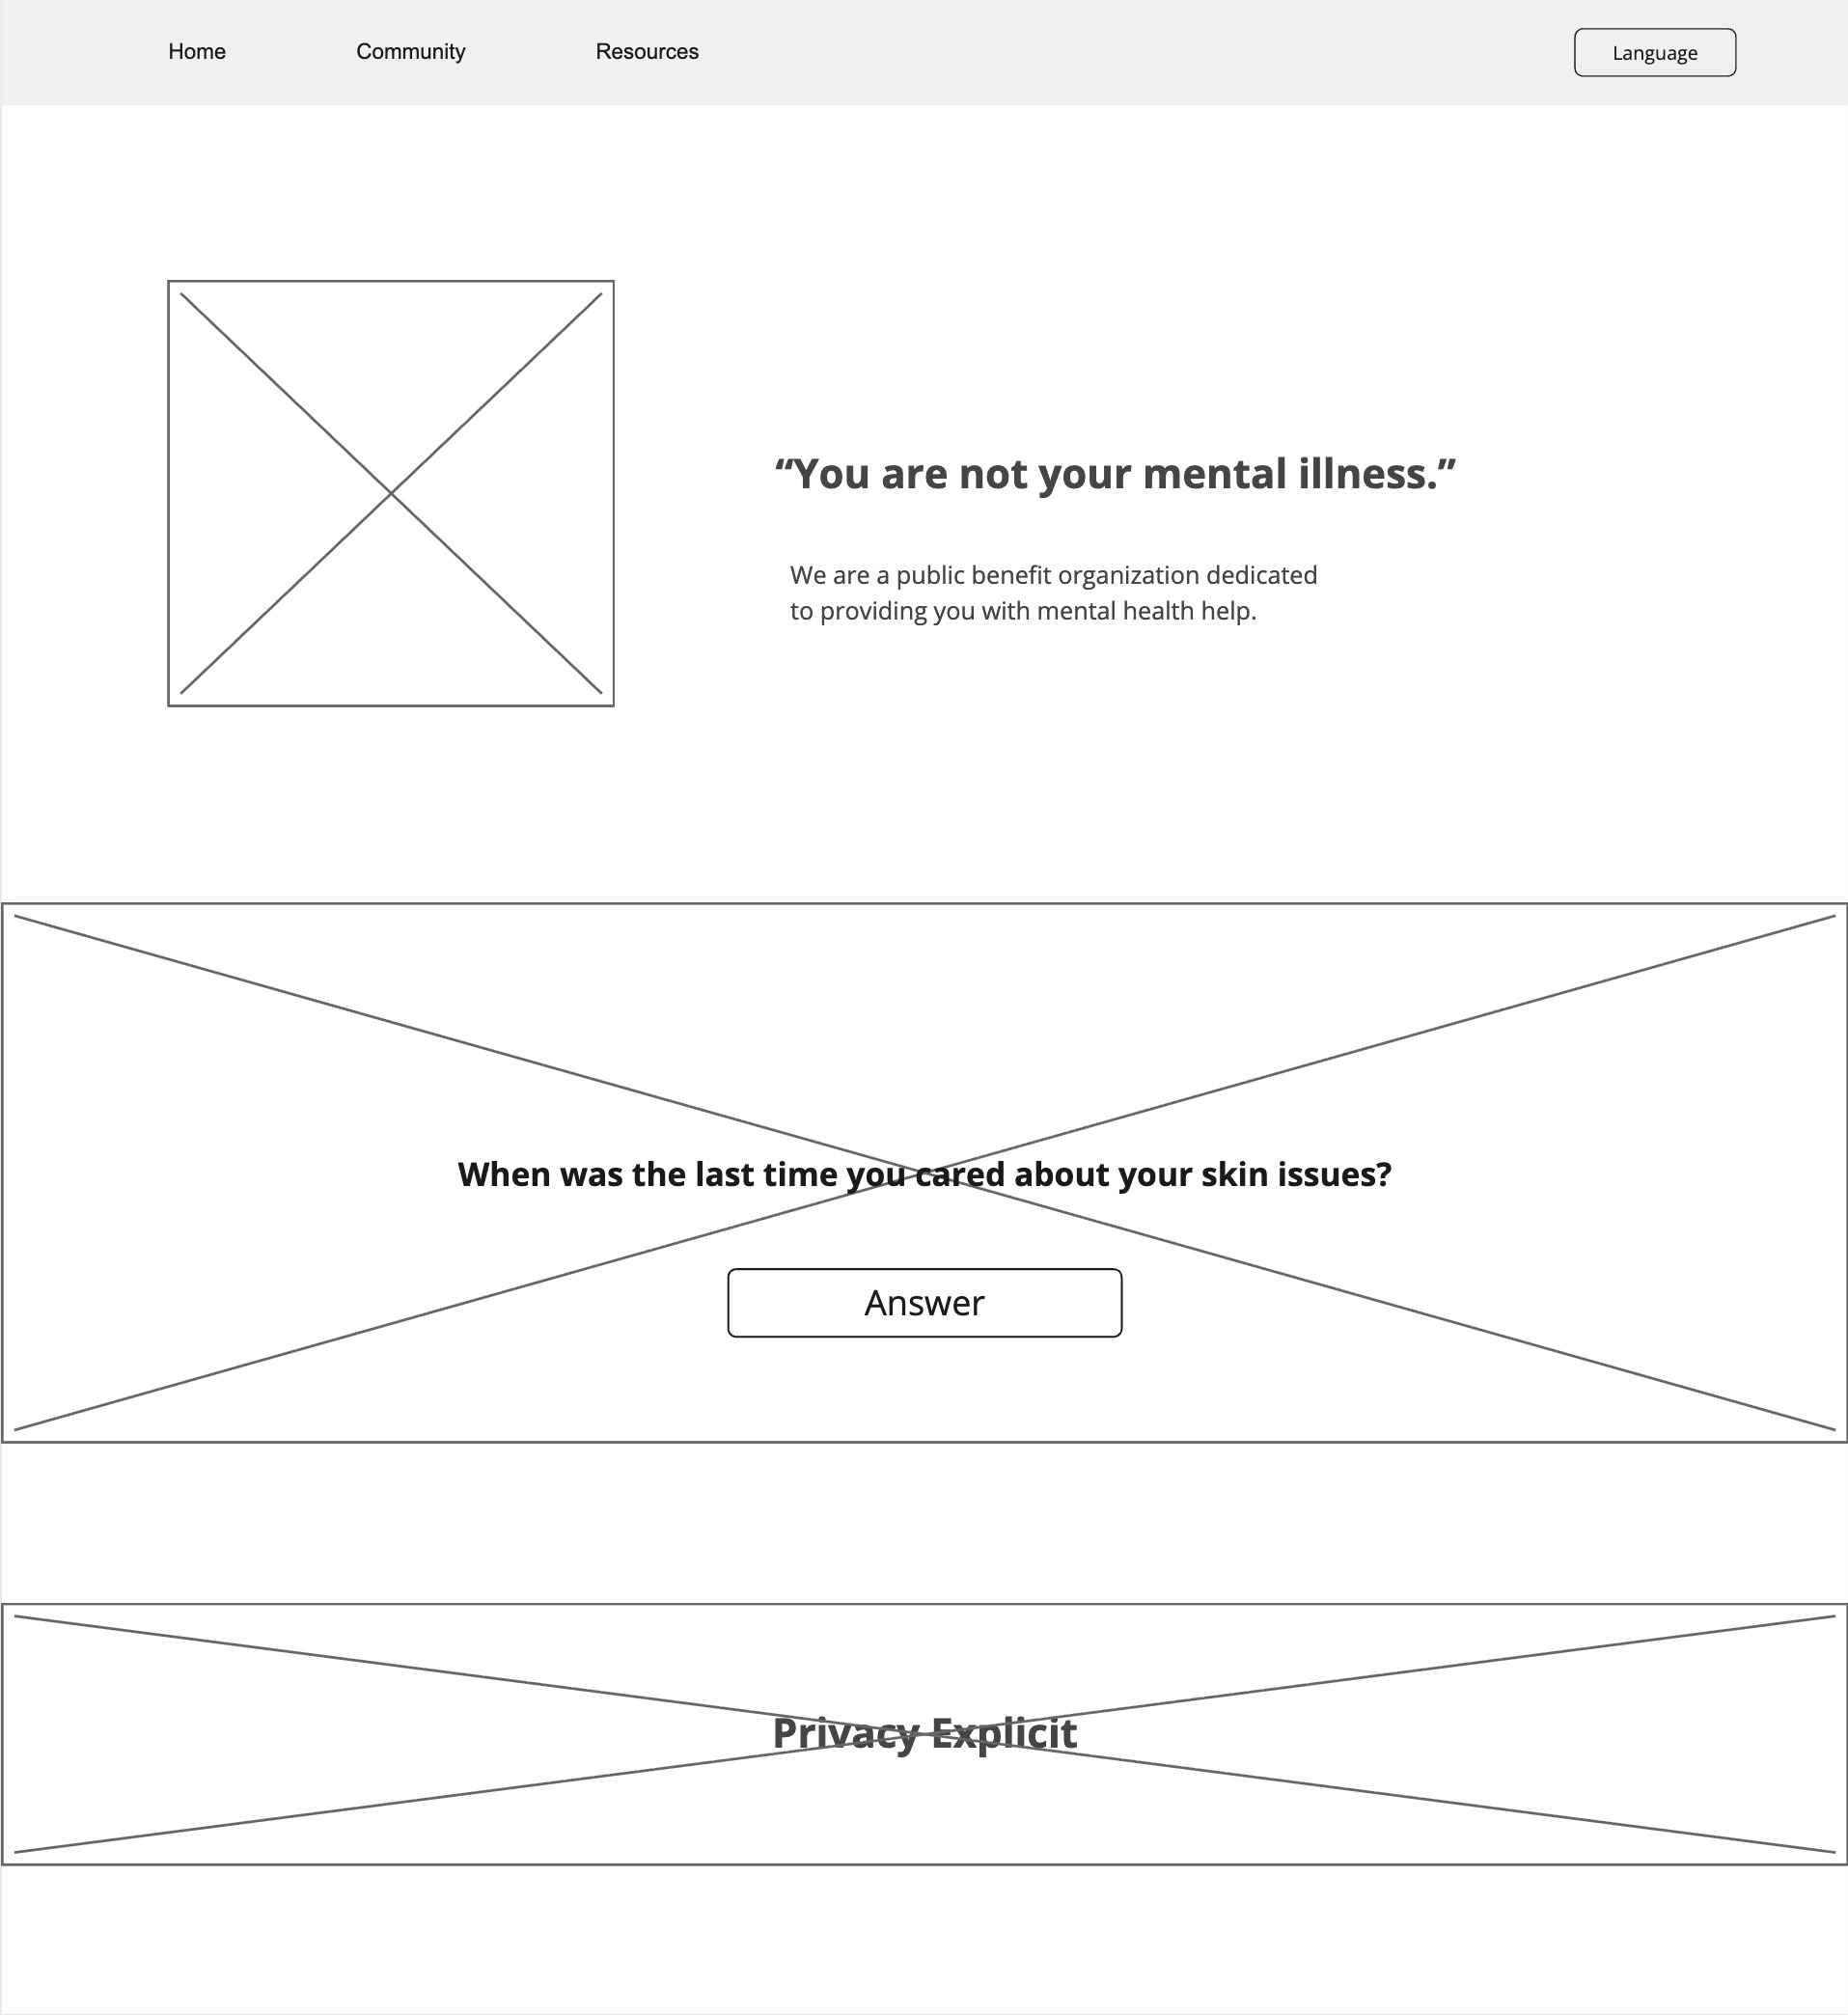 Home
Community
Resources
Language
“You are not your mental illness.”
We are a public benefit organization dedicated
to providing you with mental health help.
When was the last time you cared about your skin issues?
Answer
Privacy Explicit